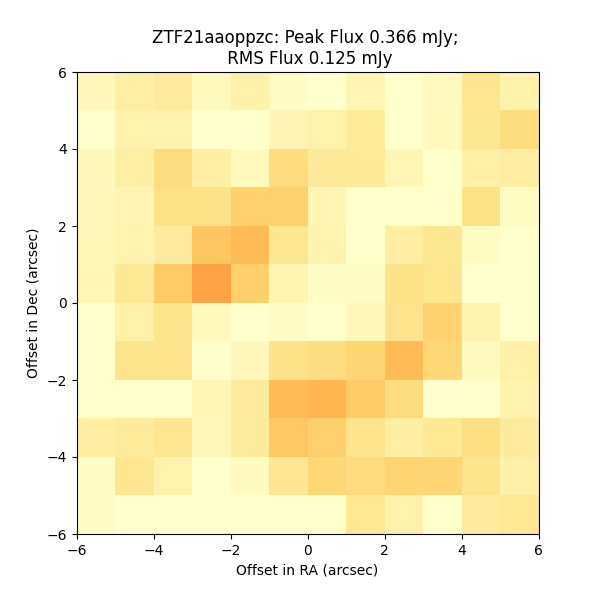 ZTF21aaoppzc: Peak Flux 0.366 mJy;
RMS Flux 0.125 mJy
6
4
2
0
−2
−4
−6
Offset in Dec (arcsec)
−6 −4 −2 0 2 4 6
Offset in RA (arcsec)